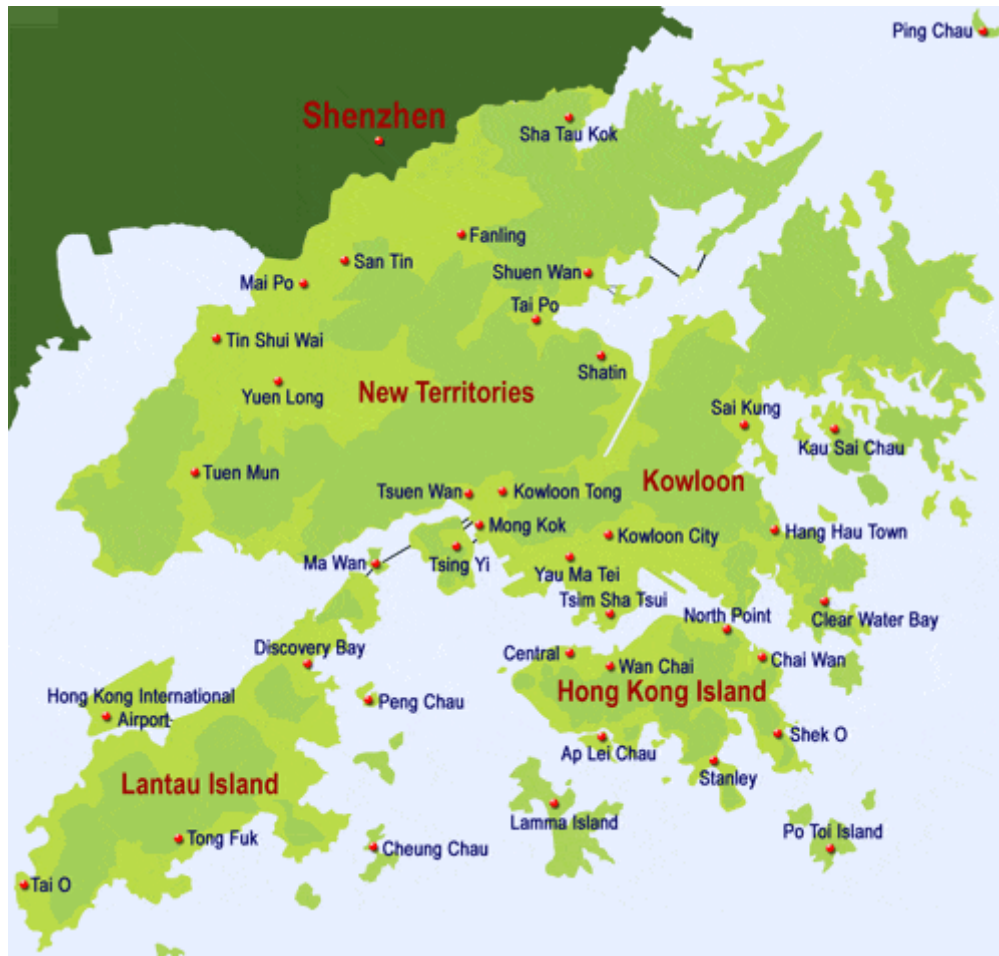 Ping Chau
Shenzhen
Sha Tau Kok
Fanling
San Tin
Shuen Wan
Mai Po
Tai Po
Tin Shui Wai
Shatin
New Territories
Yuen Long
Sai Kung
Kau Sai Chau
Tuen Mun
Kowloon
Tsuen Wan
Kowloon Tong
Mong Kok
Kowloon City
Hang Hau Town
Ma Wan
Tsing Yi
Yau Ma Tei
Tsim Sha Tsui
North Point
Clear Water Bay
Discovery Bay
Central
Wan Chai
Chai Wan
Hong Kong Island
Hong Kong International
Airport
Peng Chau
Shek O
Ap Lei Chau
Stanley
Lantau Island
Lamma Island
Po Toi Island
Tong Fuk
Cheung Chau
Tai O